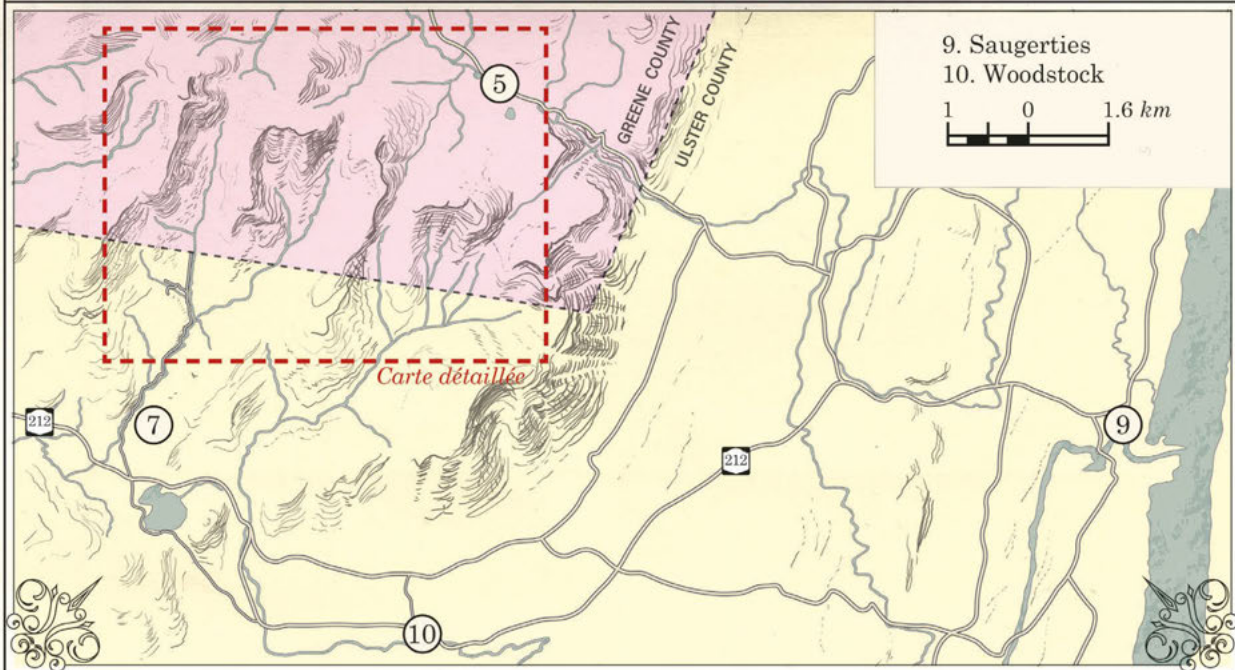 9. Saugerties
10. Woodstock
1 0 1.6 km
5
GREENE COUNTY
ULSTER COUNTY
Carte détaillée
212
7
9
212
10